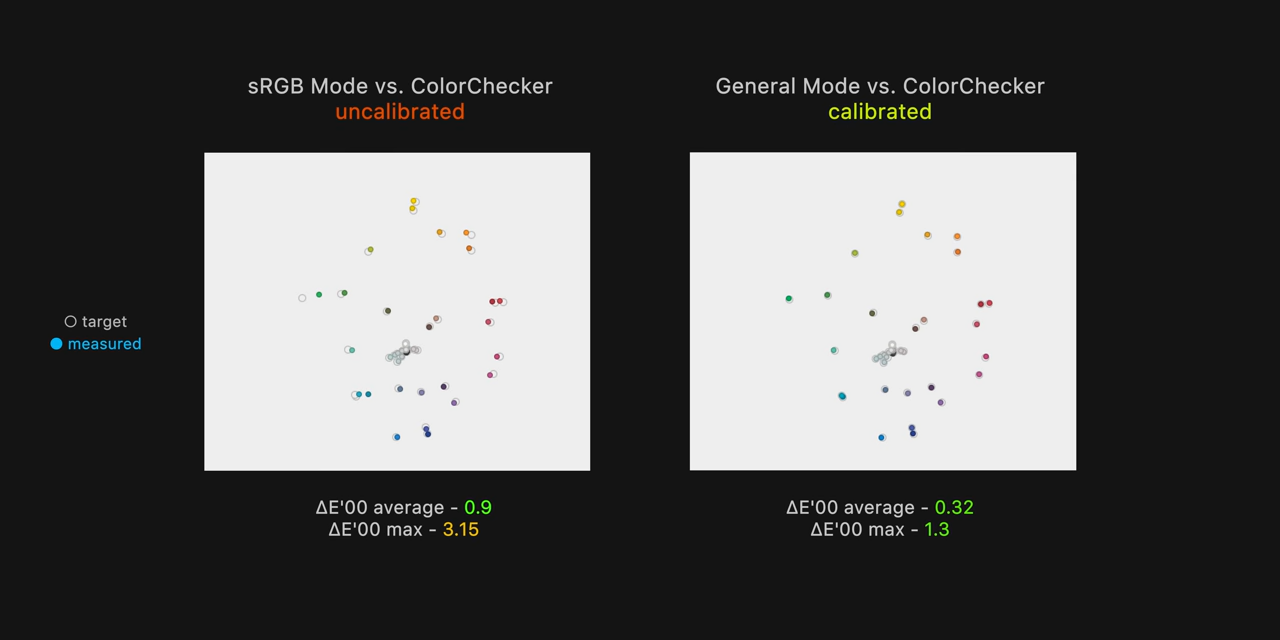 sRGB Mode vs. ColorChecker
uncalibrated
General Mode vs. ColorChecker
calibrated
target
measured
ΔE'00 average - 0.9
ΔE'00 max - 3.15
ΔE'00 average - 0.32
ΔE'00 max - 1.3